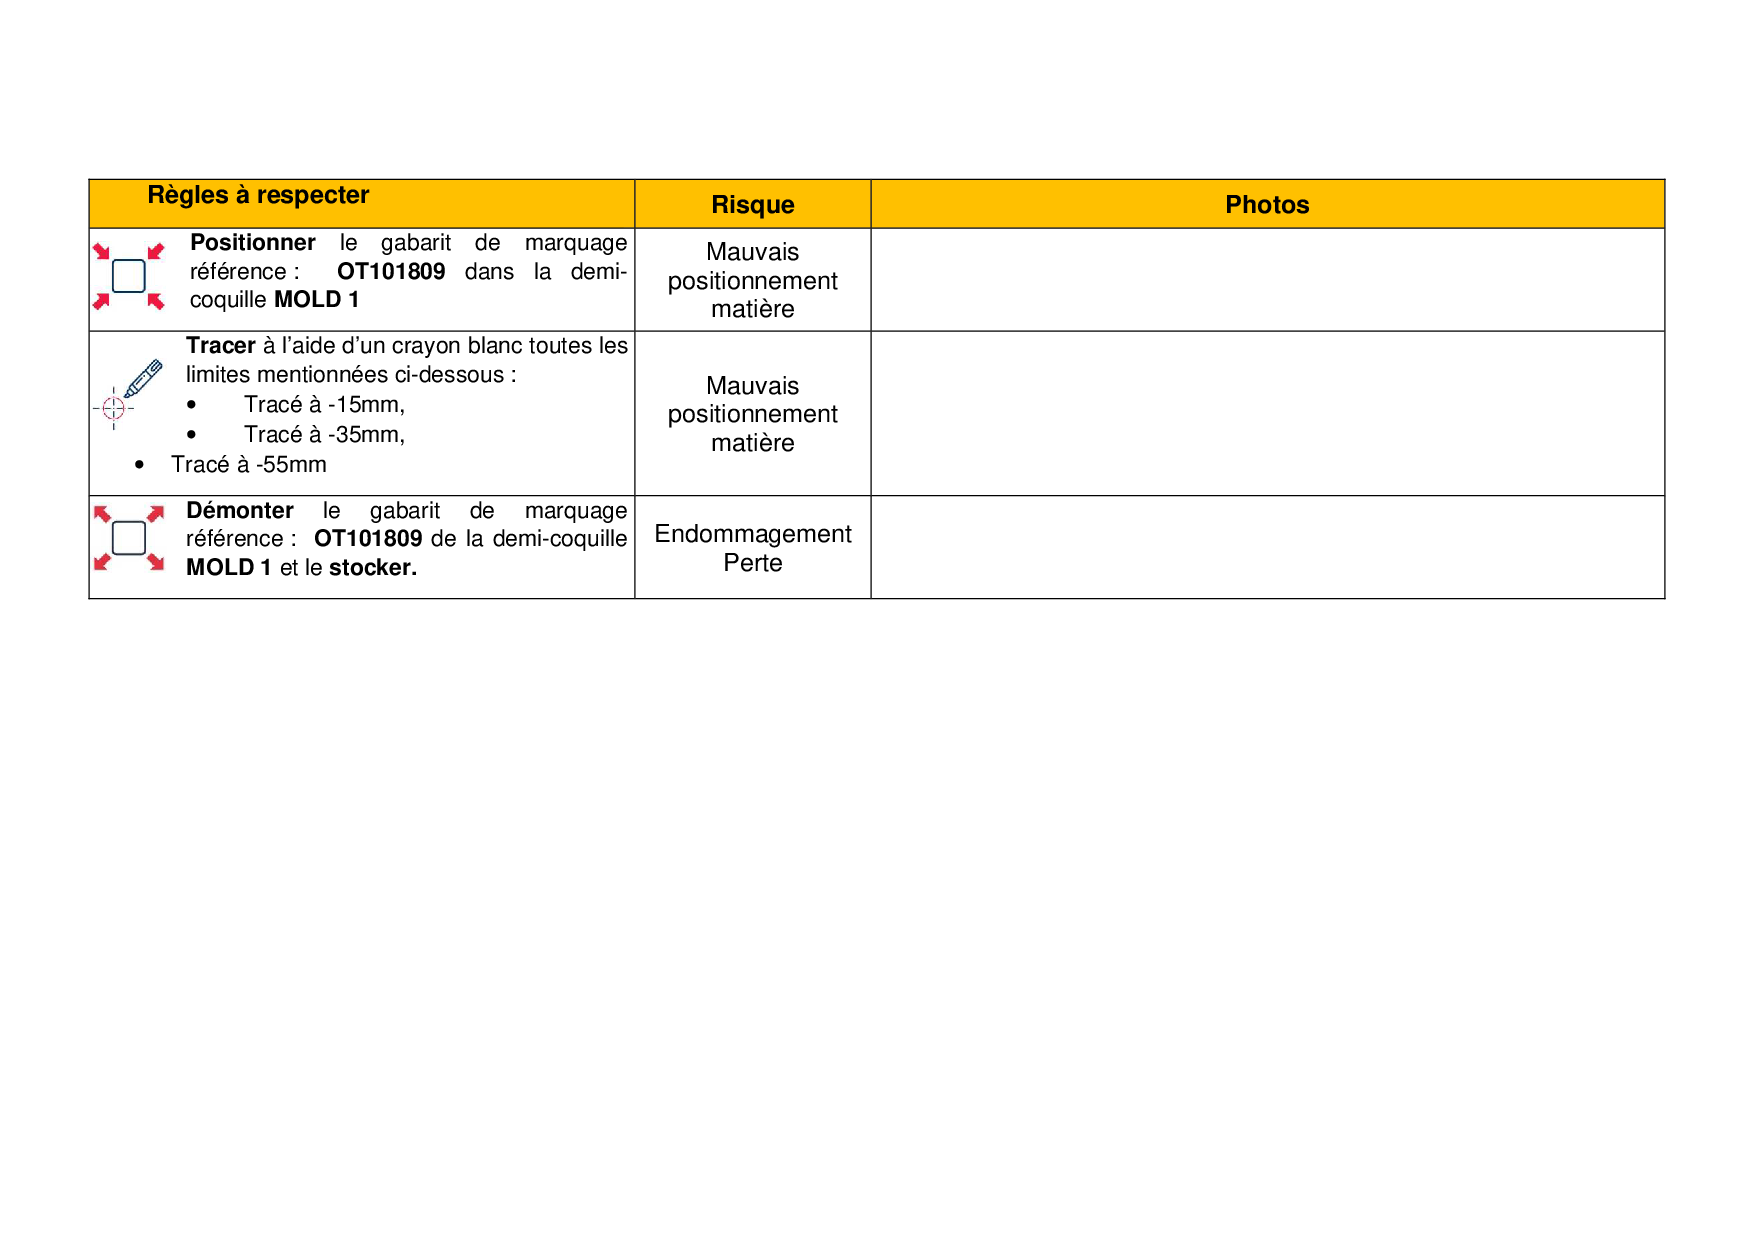 Règles à respecter
Risque
Photos
Positionner le gabarit de marquage
référence : OT101809 dans la demi-
coquille MOLD 1
Mauvais
positionnement
matière
Tracer à l’aide d’un crayon blanc toutes les
limites mentionnées ci-dessous :
• Tracé à -15mm,
• Tracé à -35mm,
• Tracé à -55mm
Mauvais
positionnement
matière
Démonter le gabarit de marquage
référence : OT101809 de la demi-coquille
MOLD 1 et le stocker.
Endommagement
Perte